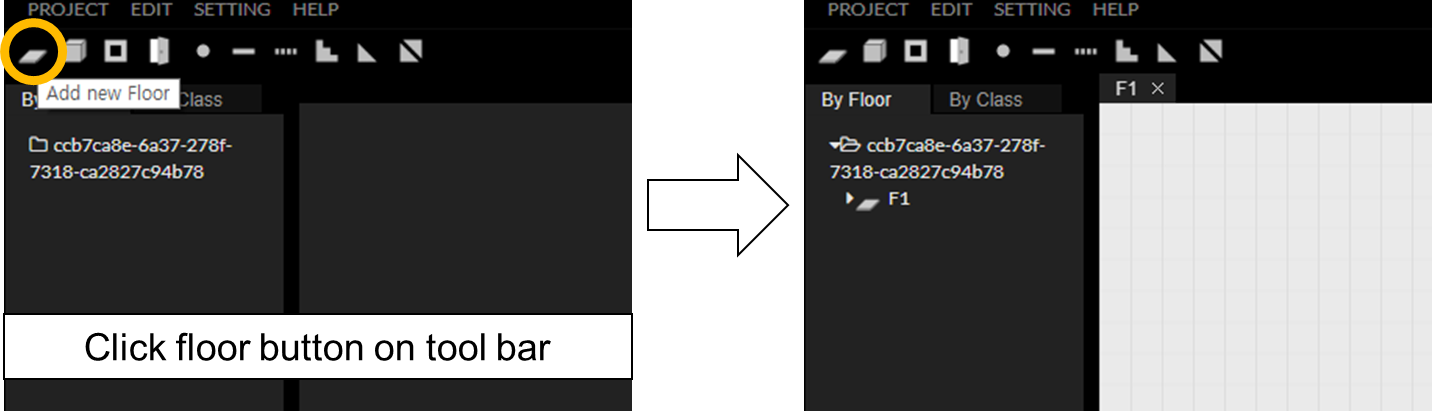 PROJECT EDIT SETTING HELP
Add new Floor
By Class
ccb7ca8e-6a37-278f-
7318-ca2827c94b78
Click floor button on tool bar
PROJECT EDIT SETTING HELP
F1
By Floor By Class
ccb7ca8e-6a37-278f-
7318-ca2827c94b78
F1